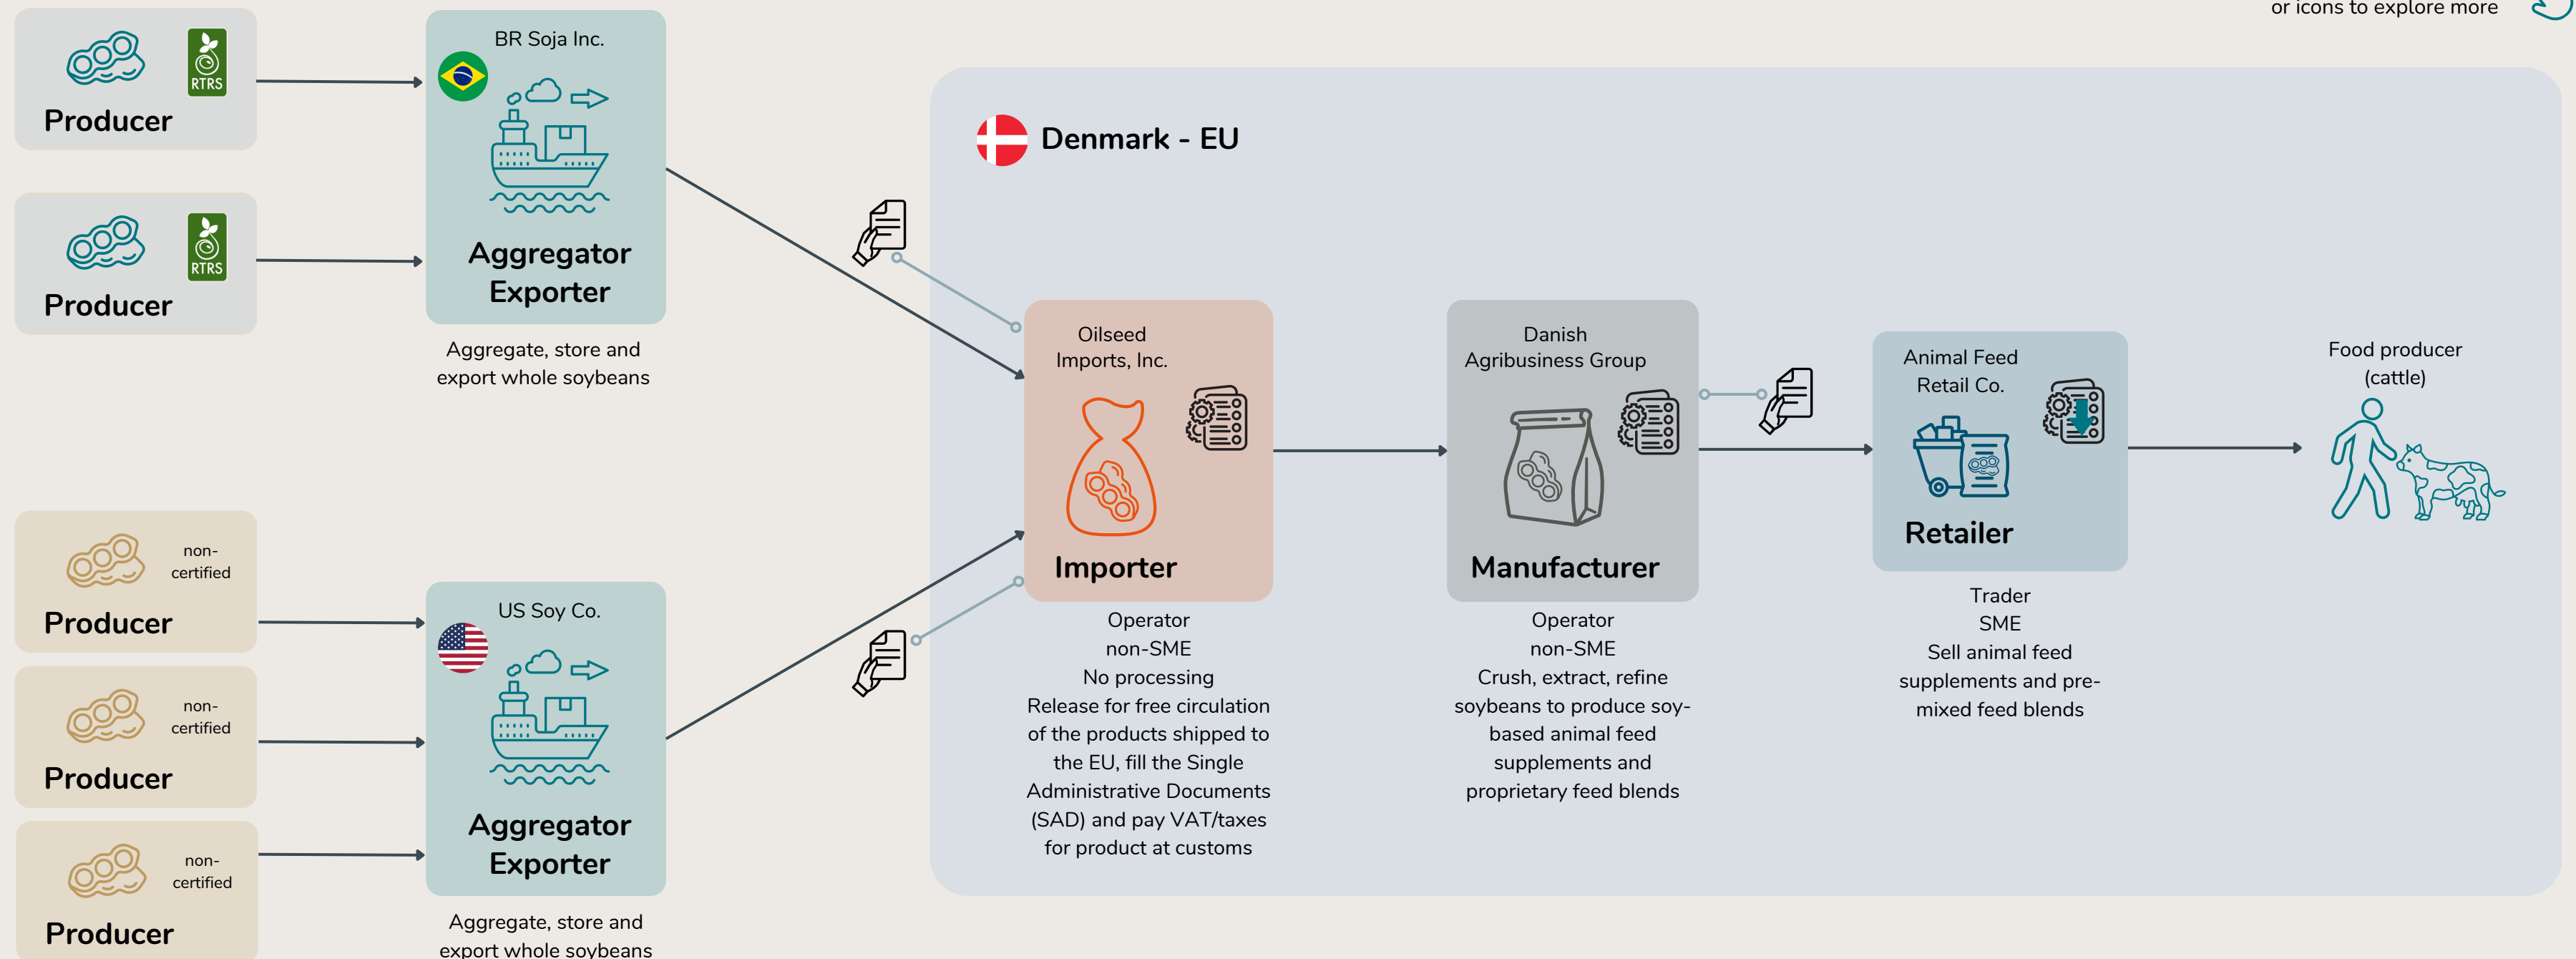 or icons to explore more
RTRS
Producer
RTRS
Producer
BR Soja Inc.
Aggregator
Exporter
Aggregate, store and
export whole soybeans
non-
certified
Producer
non-
certified
Producer
non-
certified
Producer
US Soy Co.
Aggregator
Exporter
Aggregate, store and
export whole soybeans
Denmark - EU
Oilseed
Imports, Inc.
Importer
Operator
non-SME
No processing
Release for free circulation
of the products shipped to
the EU, fill the Single
Administrative Documents
(SAD) and pay VAT/taxes
for product at customs
Danish
Agribusiness Group
Manufacturer
Operator
non-SME
Crush, extract, refine
soybeans to produce soy-
based animal feed
supplements and
proprietary feed blends
Animal Feed
Retail Co.
Retailer
Trader
SME
Sell animal feed
supplements and pre-
mixed feed blends
Food producer
(cattle)